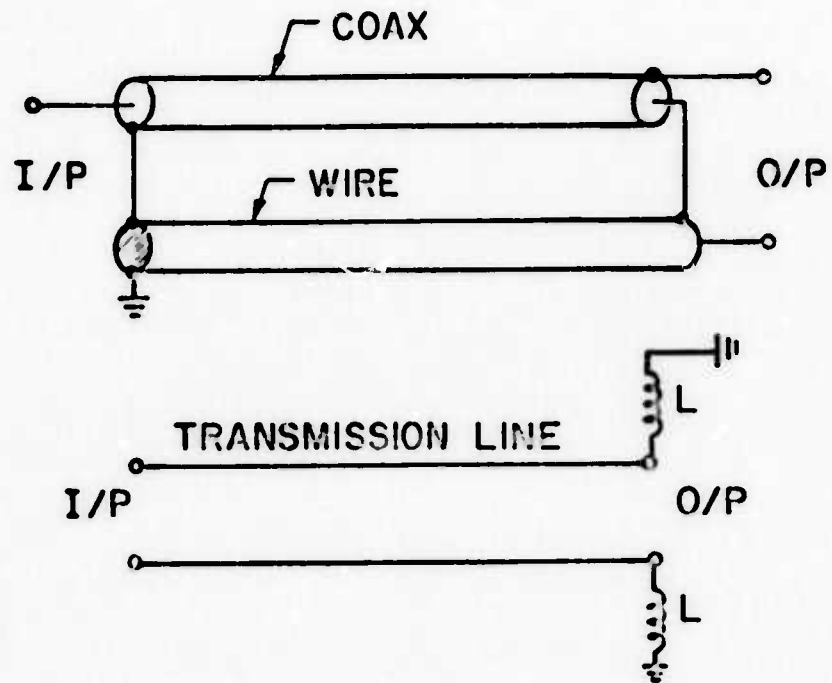 COAX
I/P
WIRE
O/P
L
TRANSMISSION LINE
I/P
O/P
L